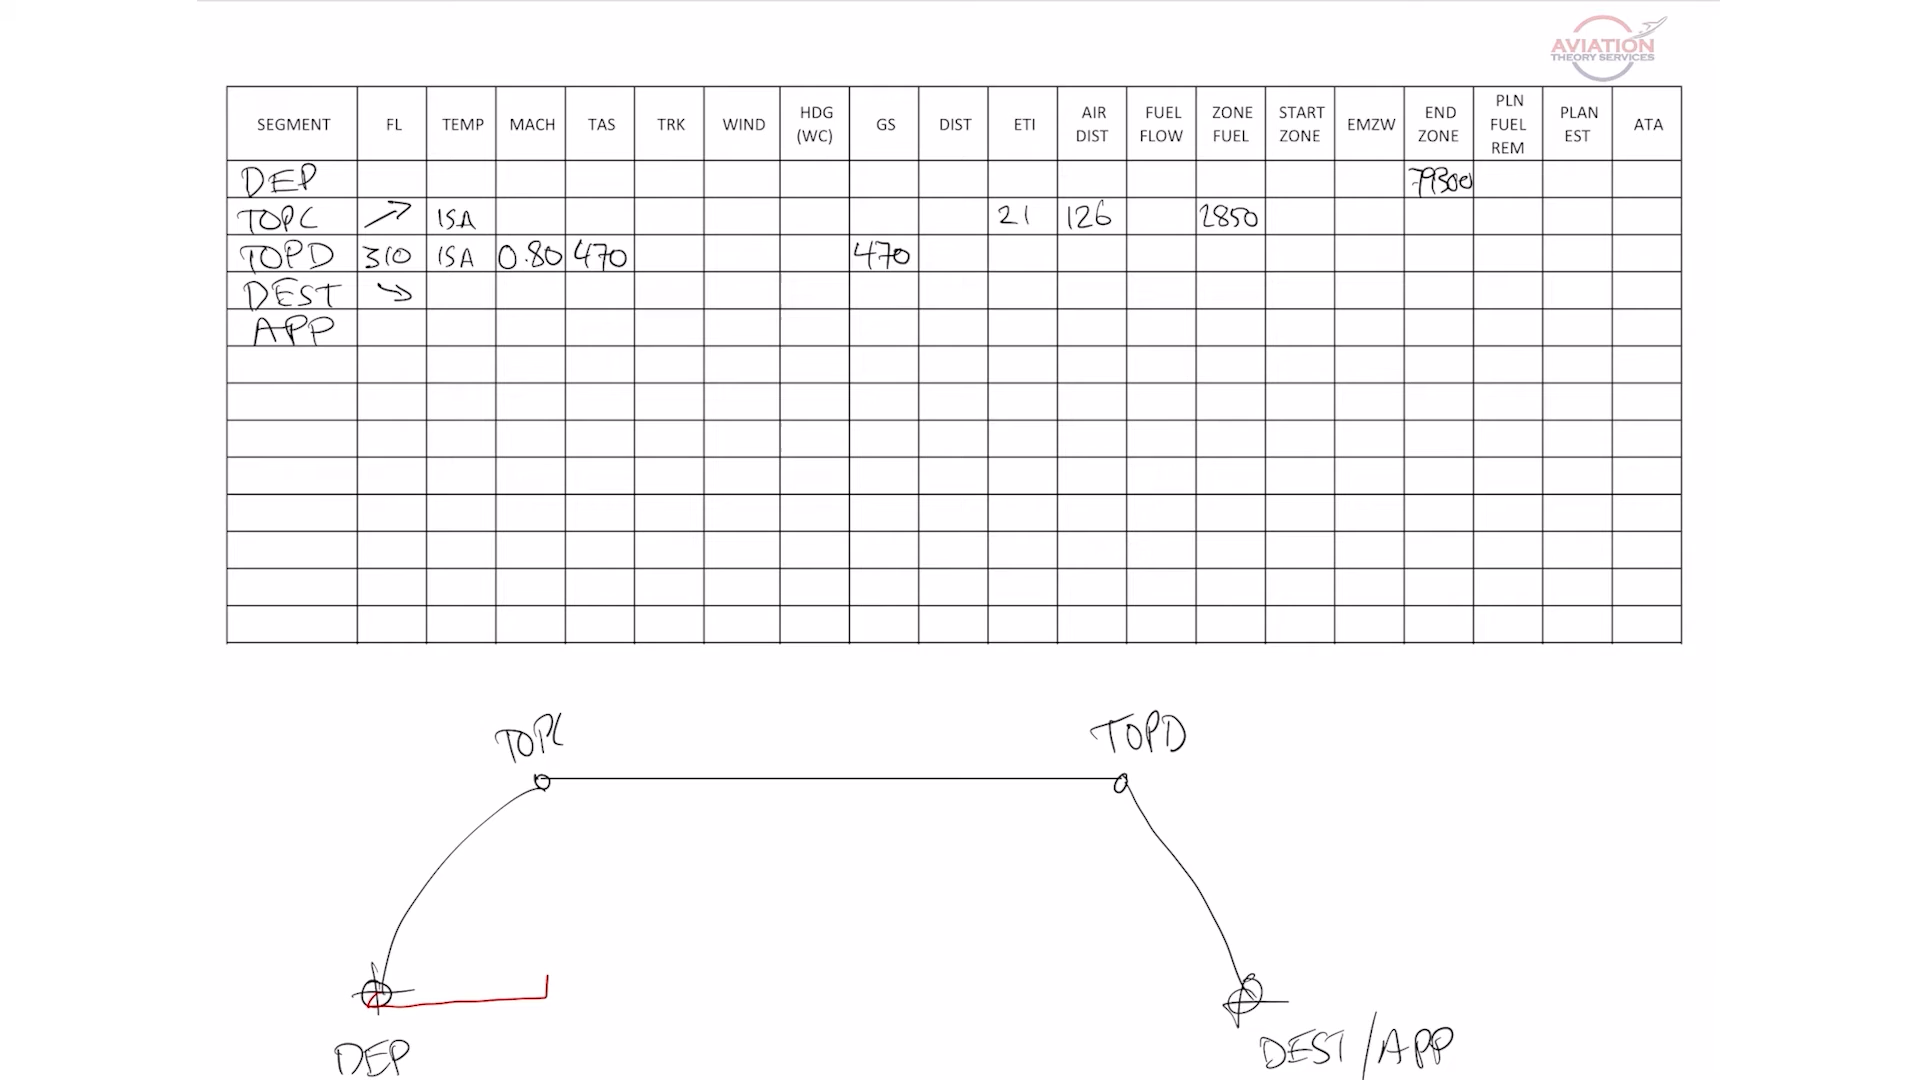 AVIATION
THEORY SERVICES
SEGMENT FL TEMP MACH TAS TRK WIND HDG (WC) GS DIST ETI AIR DIST FUEL FLOW ZONE FUEL START ZONE EMZW END ZONE PLN FUEL REM PLAN EST ATA
DEP 79300
TOPC ISA 21 126 2850
TOPD 310 ISA 0.80 470 470
DEST
APP
TOPC TOPD
DEP DEST/APP